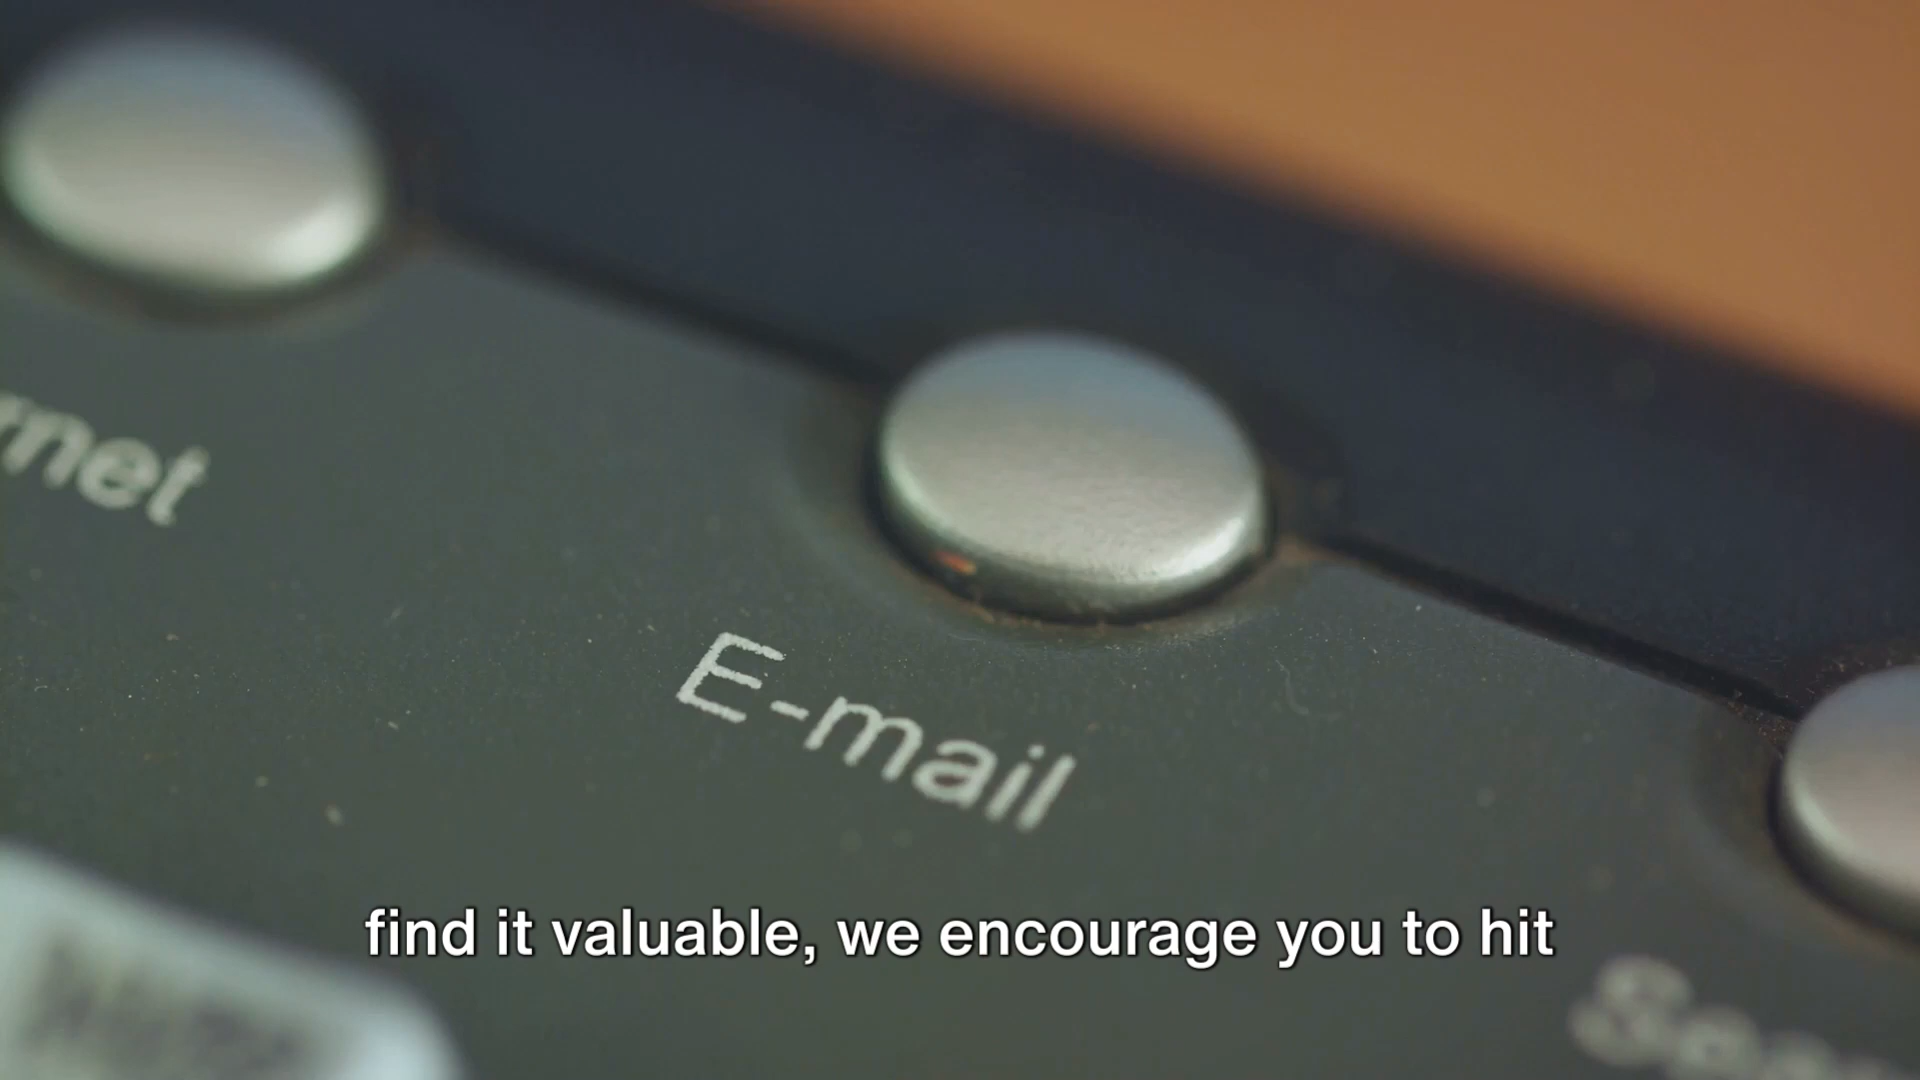 rnet
E-mail
find it valuable, we encourage you to hit